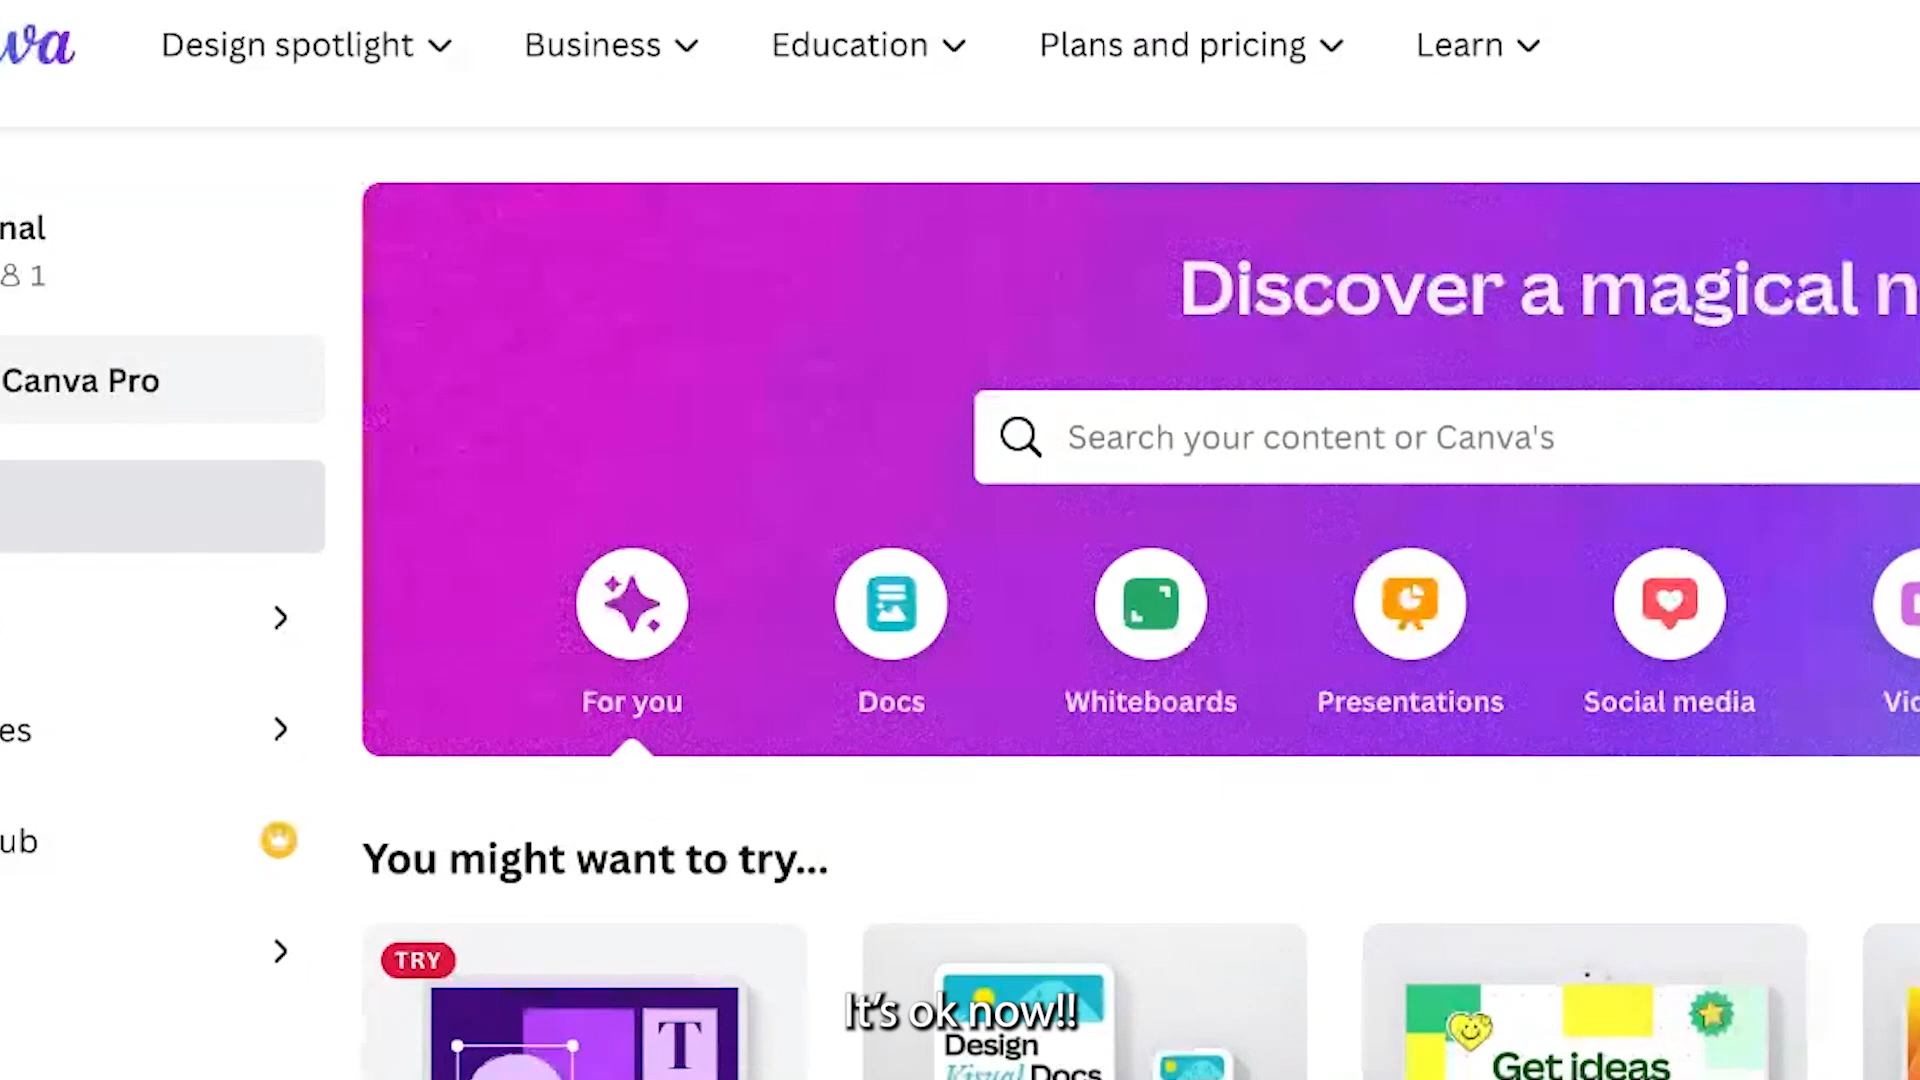 va
Design spotlight
Business
Education
Plans and pricing
Learn
nal
8 1
Canva Pro
Discover a magical n
Search your content or Canva's
For you
Docs
Whiteboards
Presentations
Social media
Vid
es
ub
You might want to try...
TRY
T
It's ok now!!
Design
Visual Docs
Get ideas